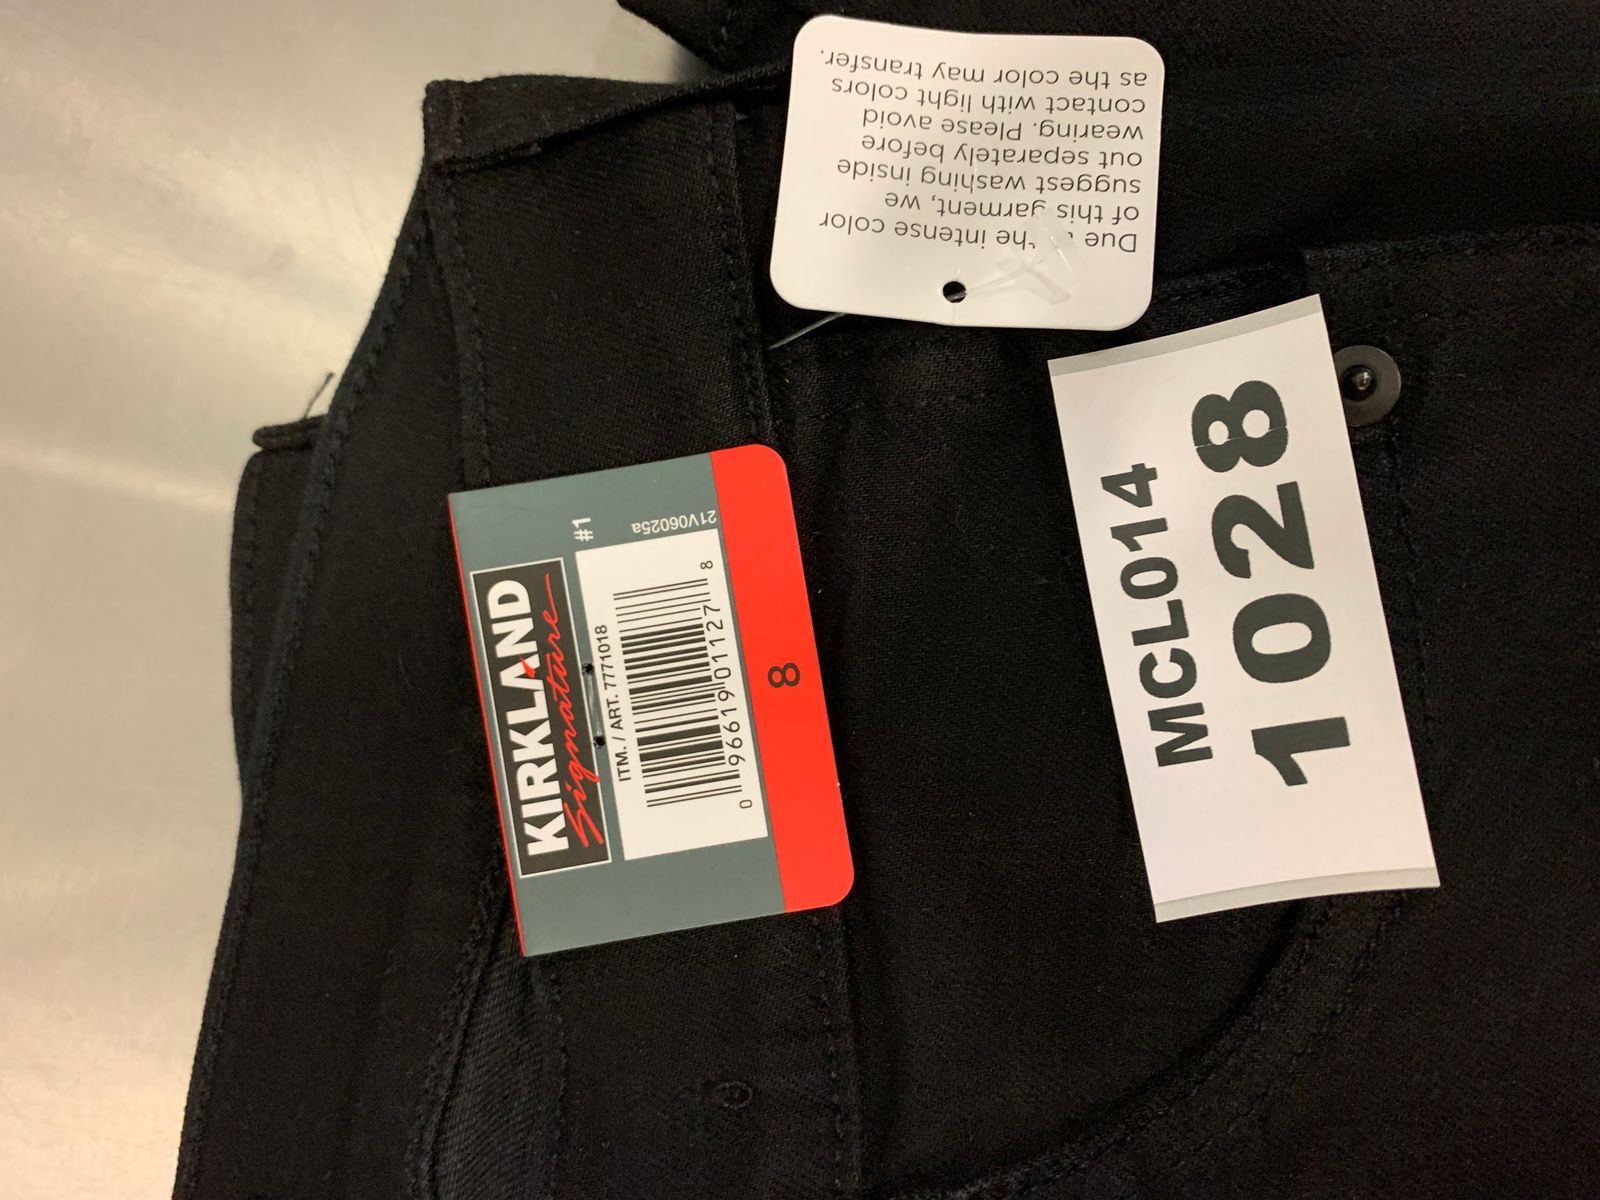 Due the intense color
of this garment, we
suggest washing inside
out separately before
wearing. Please avoid
contact with light colors
as the color may transfer.
KIRKLAND
Signature
#1
ITM. / ART. 7771018
0 96619 01127 8
21V06025a
8
MCL014
1028